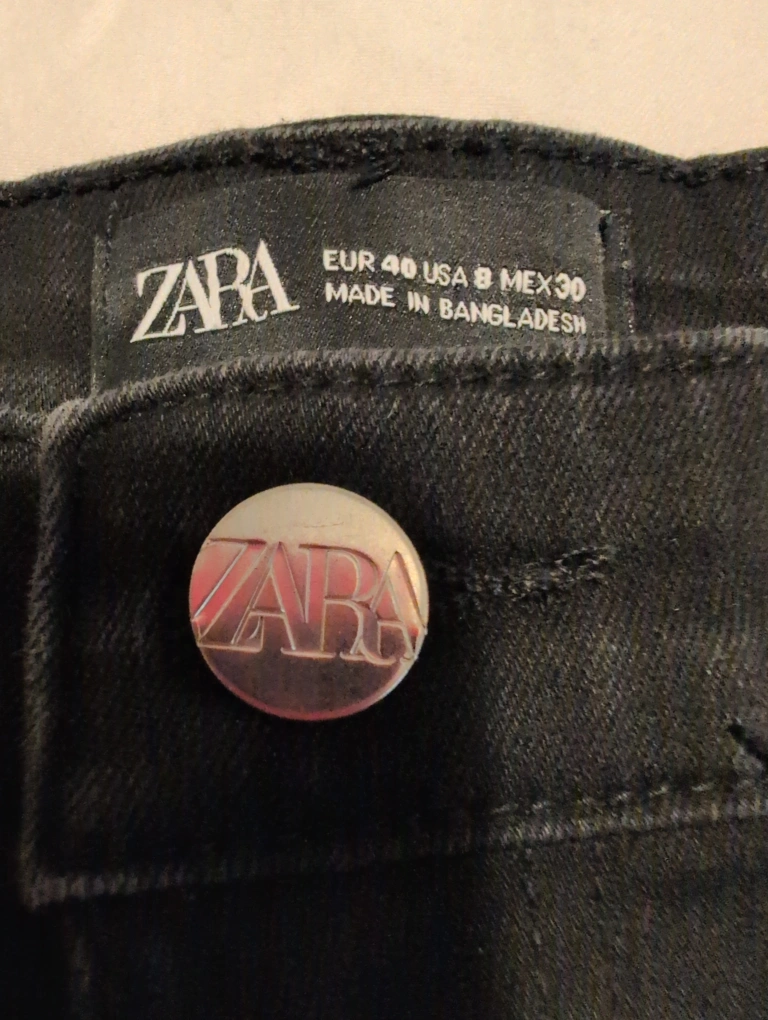 ZARA
EUR 40 USA 8 MEX 30
MADE IN BANGLADESH
ZARA